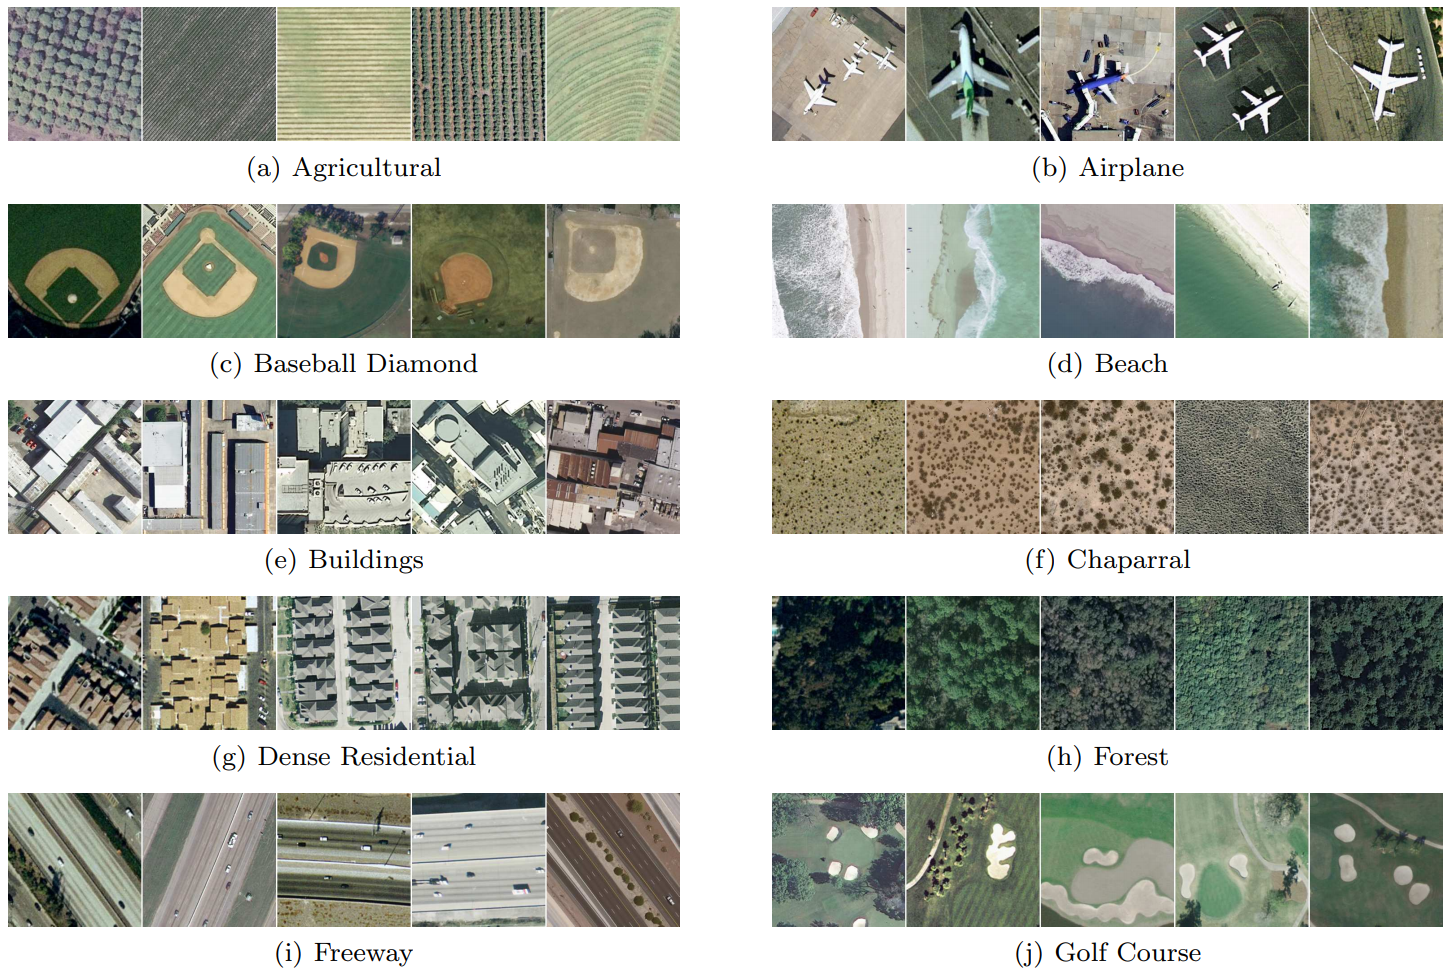 (a) Agricultural
(b) Airplane
(c) Baseball Diamond
(d) Beach
(e) Buildings
(f) Chaparral
(g) Dense Residential
(h) Forest
(i) Freeway
(j) Golf Course